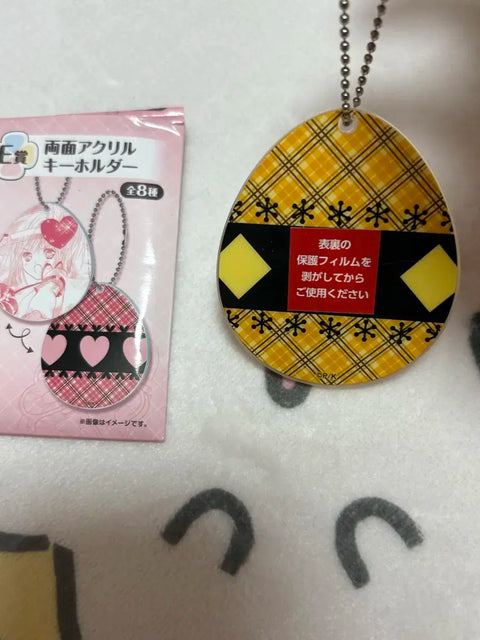 E賞
両面アクリル
キーホルダー
全8種
※画像はイメージです。
表裏の
保護フィルムを
剥がしてから
ご使用ください
©P/K